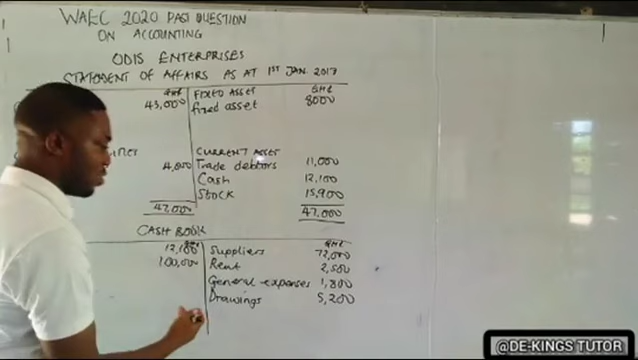 WAEC 2020 PAST QUESTION
ON ACCOUNTING
ODIS ENTERPRISES
STATEMENT OF AFFAIRS AS AT 1ST JAN. 2017
GH¢ FIXED ASSET GH¢
43,000 fixed asset 8000
CURRENT ASSET
4,000 Trade debtors 11,000
Cash 12,100
Stock 15,900
47,000 47,000
CASH BOOK
GH¢ GH¢
12,100 Suppliers 72,000
100,000 Rent 2,500
General expenses 1,800
Drawings 5,200
@DE-KINGS TUTOR